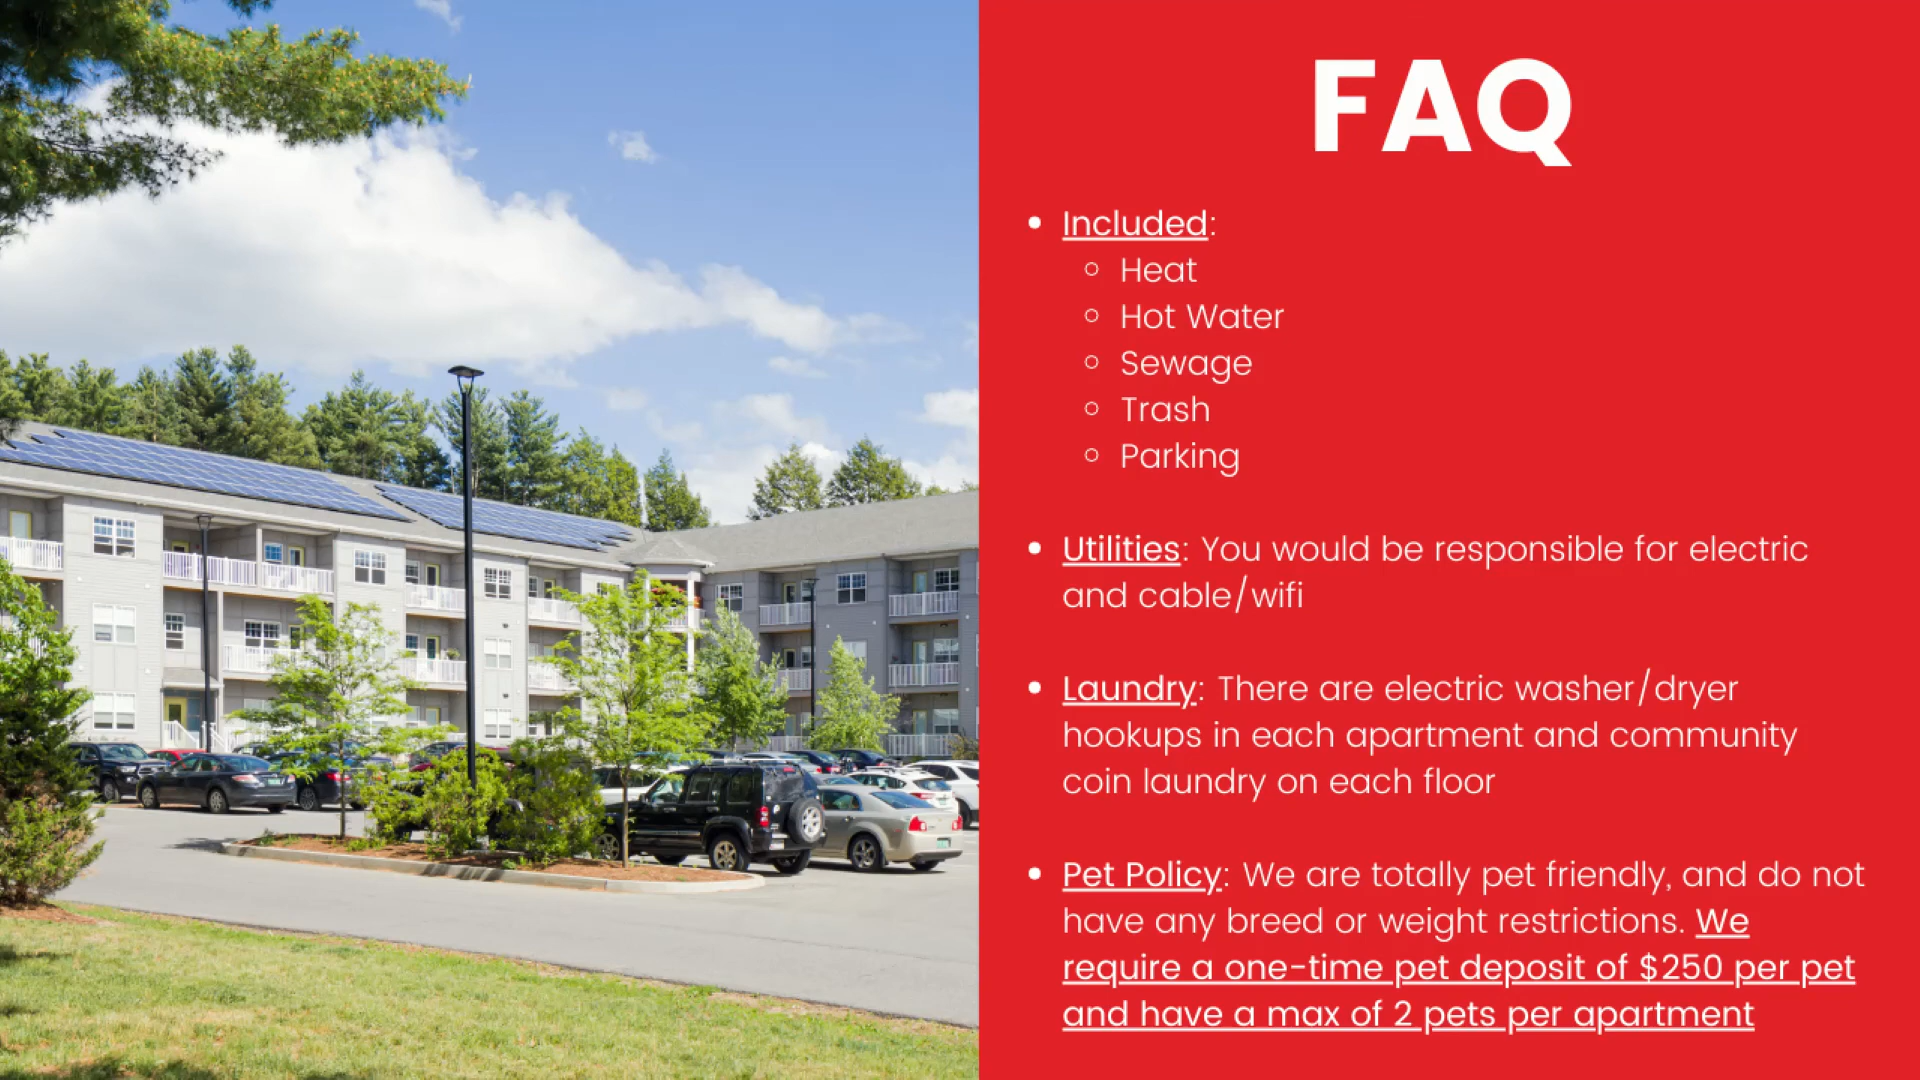 FAQ
Included:
Heat
Hot Water
Sewage
Trash
Parking
Utilities: You would be responsible for electric
and cable/wifi
Laundry: There are electric washer/dryer
hookups in each apartment and community
coin laundry on each floor
Pet Policy: We are totally pet friendly, and do not
have any breed or weight restrictions. We
require a one-time pet deposit of $250 per pet
and have a max of 2 pets per apartment